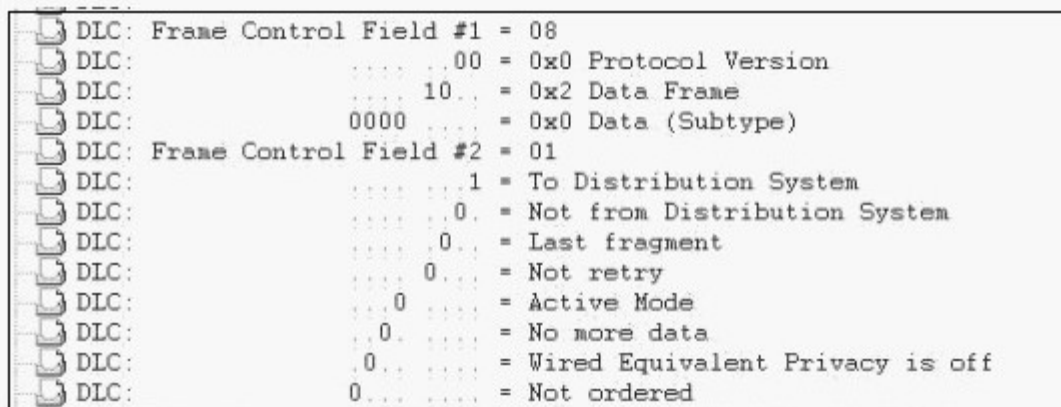 DLC: Frame Control Field #1 = 08
DLC: .... ..00 = 0x0 Protocol Version
DLC: .... 10.. = 0x2 Data Frame
DLC: 0000 .... = 0x0 Data (Subtype)
DLC: Frame Control Field #2 = 01
DLC: .... ...1 = To Distribution System
DLC: .... ..0. = Not from Distribution System
DLC: .... .0.. = Last fragment
DLC: .... 0... = Not retry
DLC: ...0 .... = Active Mode
DLC: ..0. .... = No more data
DLC: .0.. .... = Wired Equivalent Privacy is off
DLC: 0... .... = Not ordered